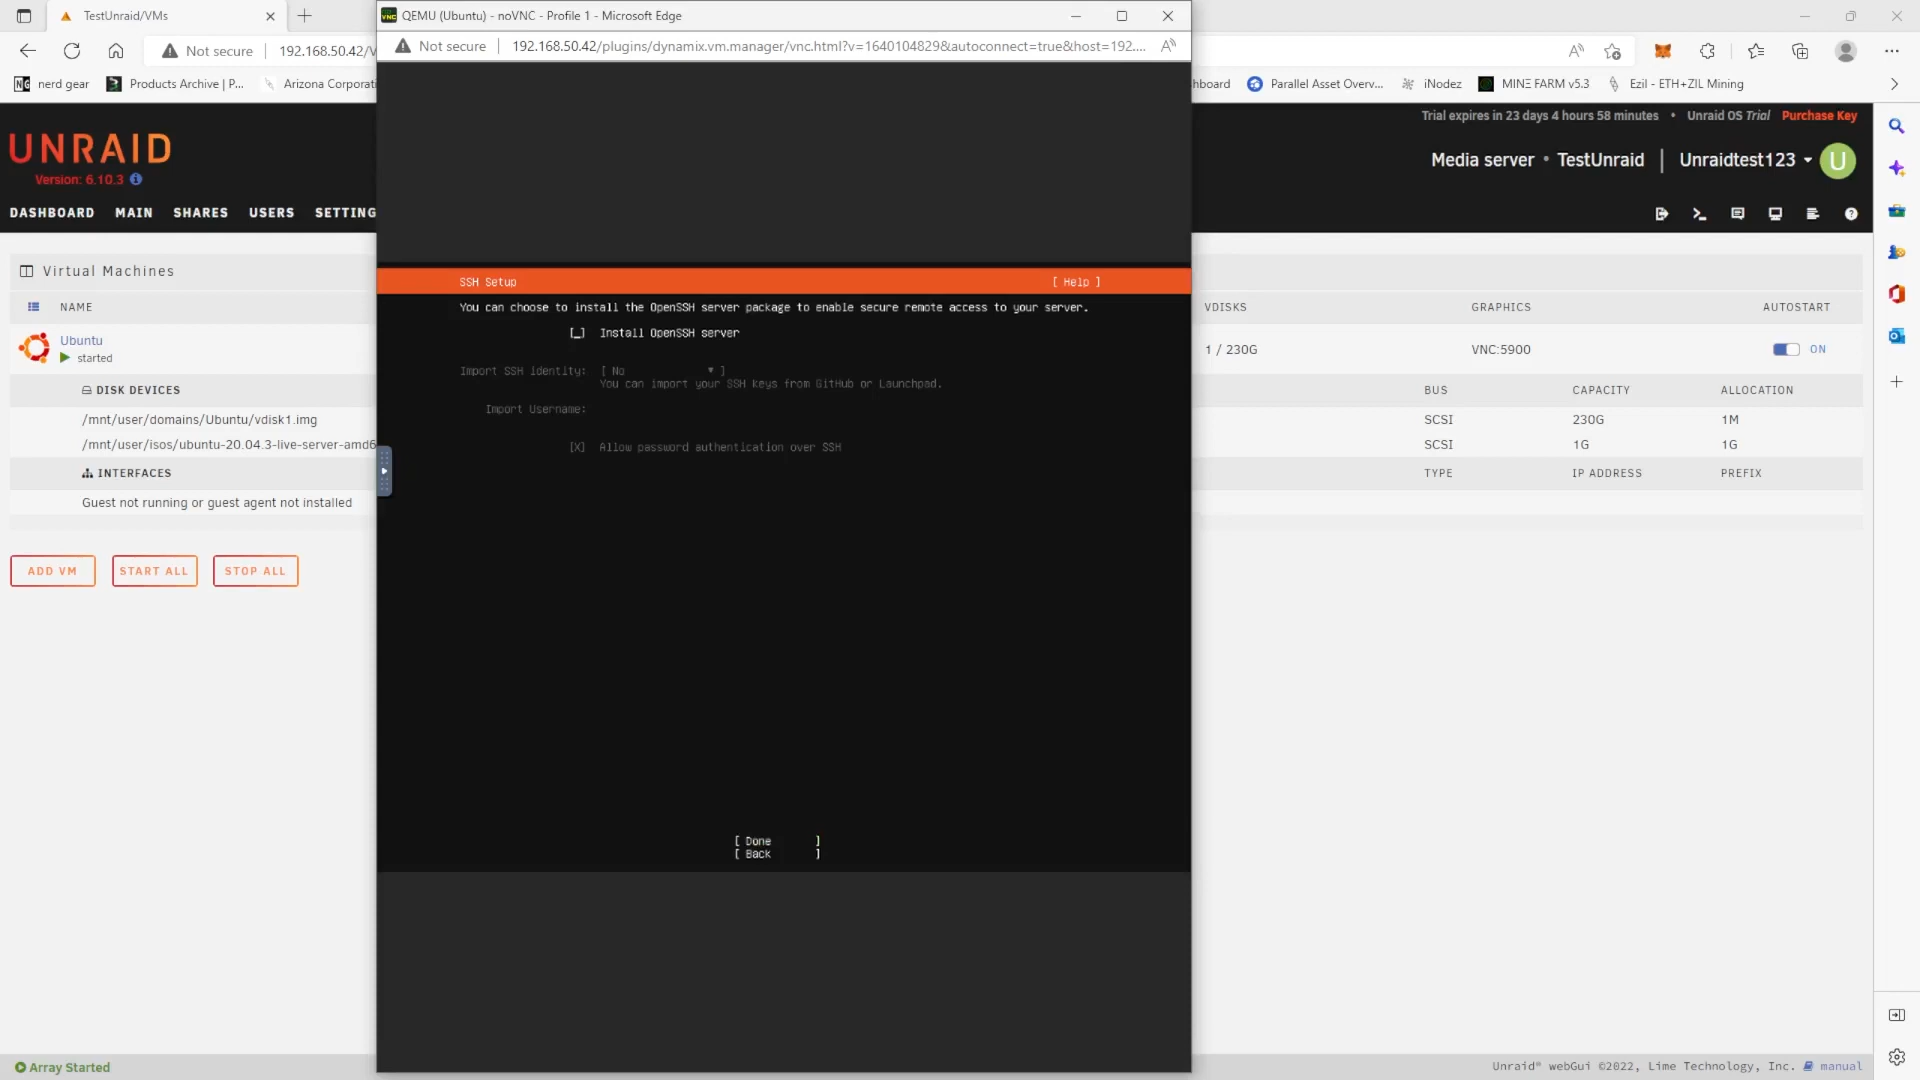 TestUnraid/VMs
QEMU (Ubuntu) - noVNC - Profile 1 - Microsoft Edge
Not secure
192.168.50.42/V
Not secure
192.168.50.42/plugins/dynamix.vm.manager/vnc.html?v=1640104829&autoconnect=true&host=192....
nerd gear
Products Archive | P...
Arizona Corporati
hboard
Parallel Asset Overv...
iNodez
MINE FARM v5.3
Ezil - ETH+ZIL Mining
UNRAID
Version: 6.10.3
Trial expires in 23 days 4 hours 58 minutes • Unraid OS Trial Purchase Key
Media server • TestUnraid | Unraidtest123
U
DASHBOARD MAIN SHARES USERS SETTING
Virtual Machines
NAME
VDISKS
GRAPHICS
AUTOSTART
Ubuntu
started
1 / 230G
VNC:5900
ON
DISK DEVICES
BUS
CAPACITY
ALLOCATION
/mnt/user/domains/Ubuntu/vdisk1.img
SCSI
230G
1M
/mnt/user/isos/ubuntu-20.04.3-live-server-amd6
SCSI
1G
1G
INTERFACES
TYPE
IP ADDRESS
PREFIX
Guest not running or guest agent not installed
ADD VM
START ALL
STOP ALL
SSH Setup
[ Help ]
You can choose to install the OpenSSH server package to enable secure remote access to your server.
[_] Install OpenSSH server
Import SSH identity: [ No ▾ ]
You can import your SSH keys from GitHub or Launchpad.
Import Username:
[X] Allow password authentication over SSH
[ Done ]
[ Back ]
Array Started
Unraid® webGui ©2022, Lime Technology, Inc. manual